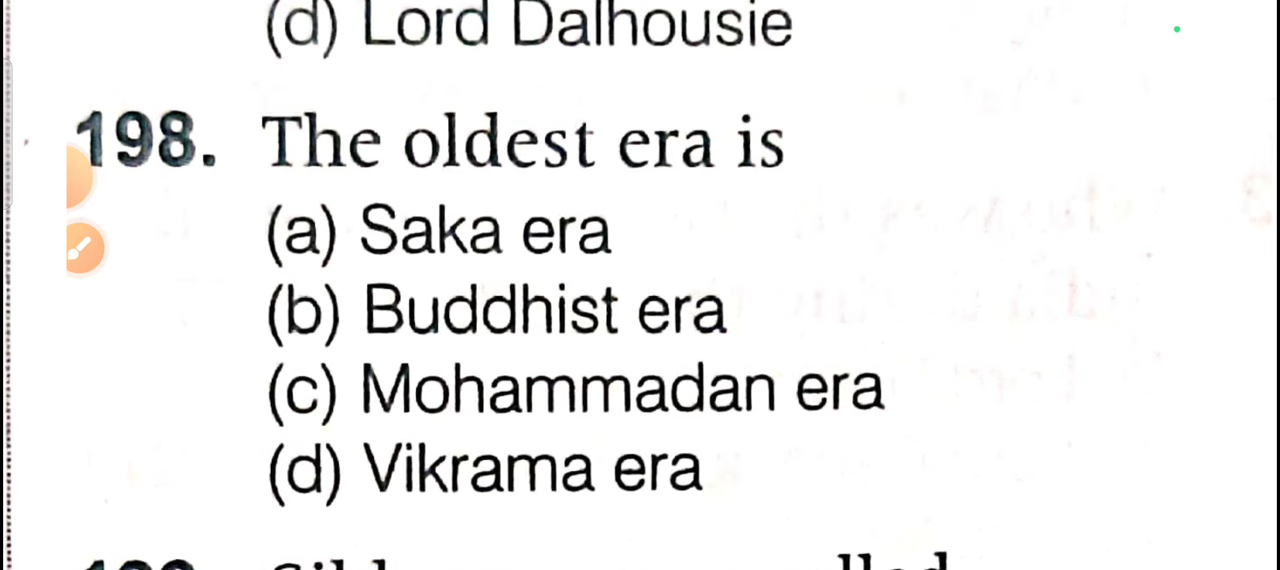 (d) Lord Dalhousie
198. The oldest era is
(a) Saka era
(b) Buddhist era
(c) Mohammadan era
(d) Vikrama era